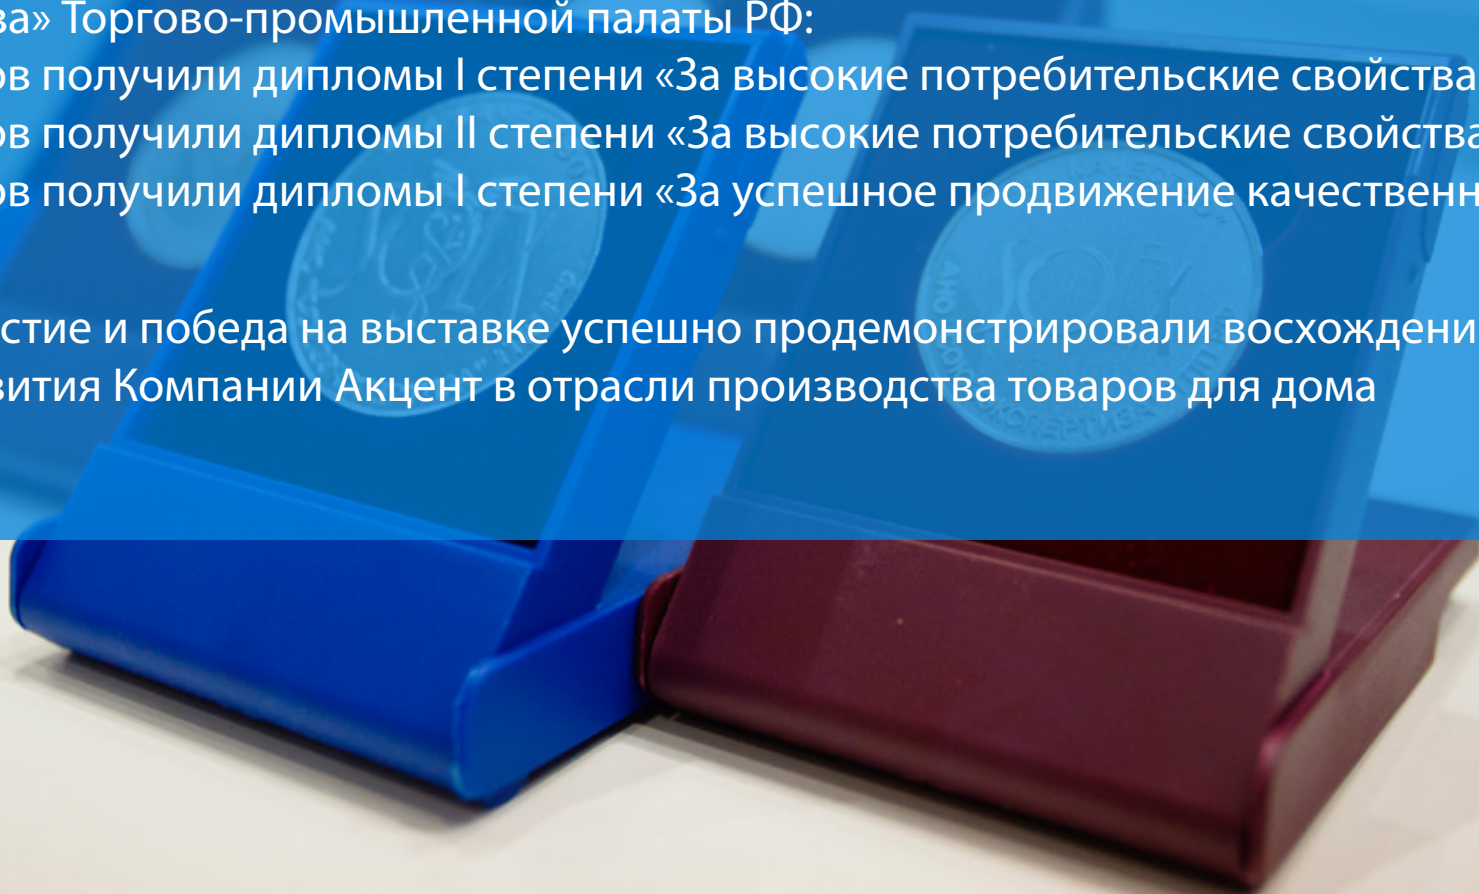 ва» Торгово-промышленной палаты РФ:
ов получили дипломы I степени «За высокие потребительские свойства
ов получили дипломы II степени «За высокие потребительские свойства
ов получили дипломы I степени «За успешное продвижение качественн
стие и победа на выставке успешно продемонстрировали восхождени
вития Компании Акцент в отрасли производства товаров для дома
АНО
СОЮЗЭКСПЕРТИЗА